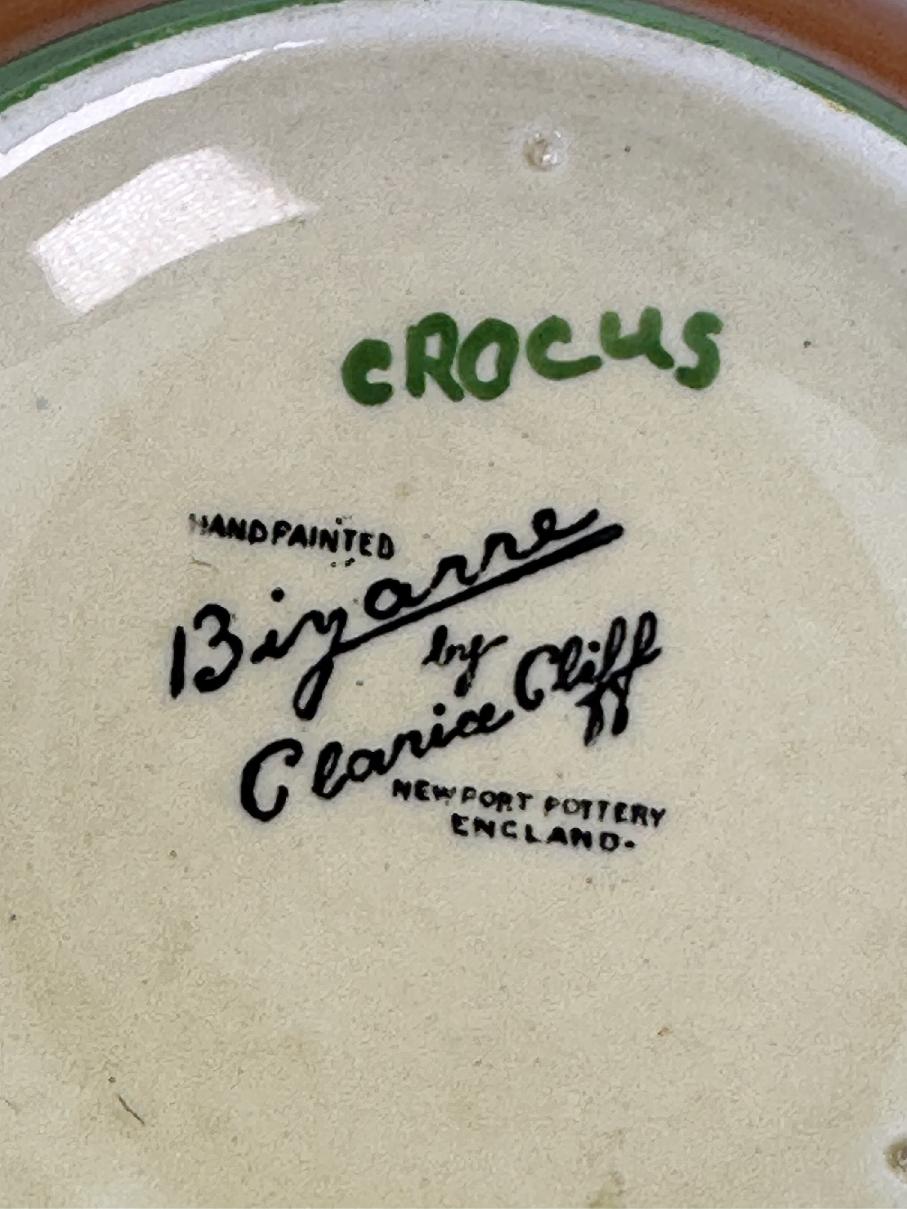 CROCUS
HANDPAINTED
Bizarre
by
Clarice Cliff
NEWPORT POTTERY
ENGLAND.